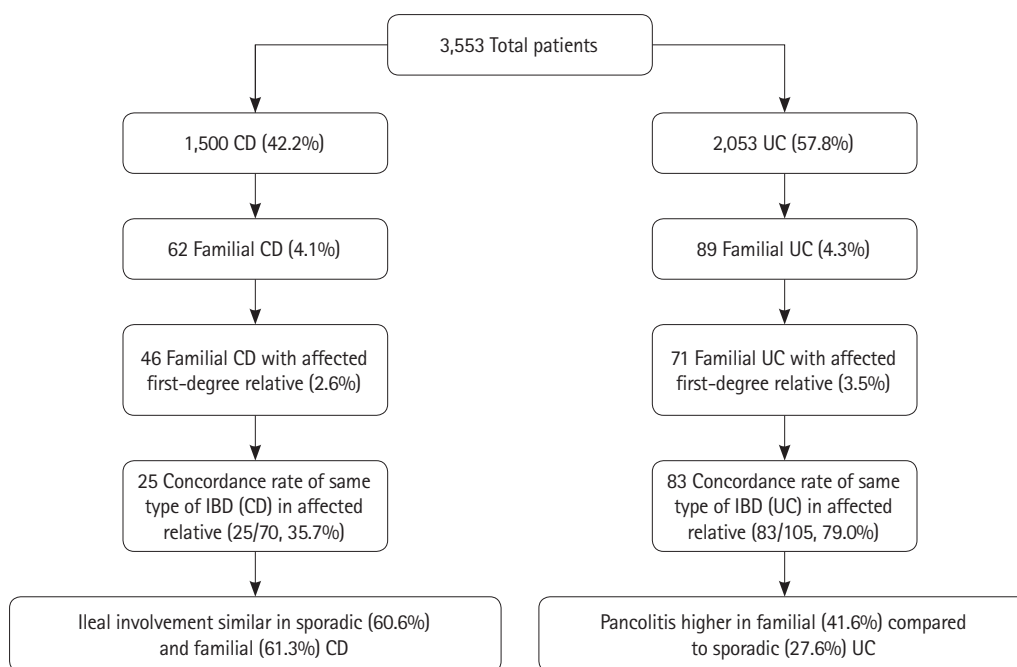 3,553 Total patients
1,500 CD (42.2%)
2,053 UC (57.8%)
62 Familial CD (4.1%)
89 Familial UC (4.3%)
46 Familial CD with affected
first-degree relative (2.6%)
71 Familial UC with affected
first-degree relative (3.5%)
25 Concordance rate of same
type of IBD (CD) in affected
relative (25/70, 35.7%)
83 Concordance rate of same
type of IBD (UC) in affected
relative (83/105, 79.0%)
Ileal involvement similar in sporadic (60.6%)
and familial (61.3%) CD
Pancolitis higher in familial (41.6%) compared
to sporadic (27.6%) UC